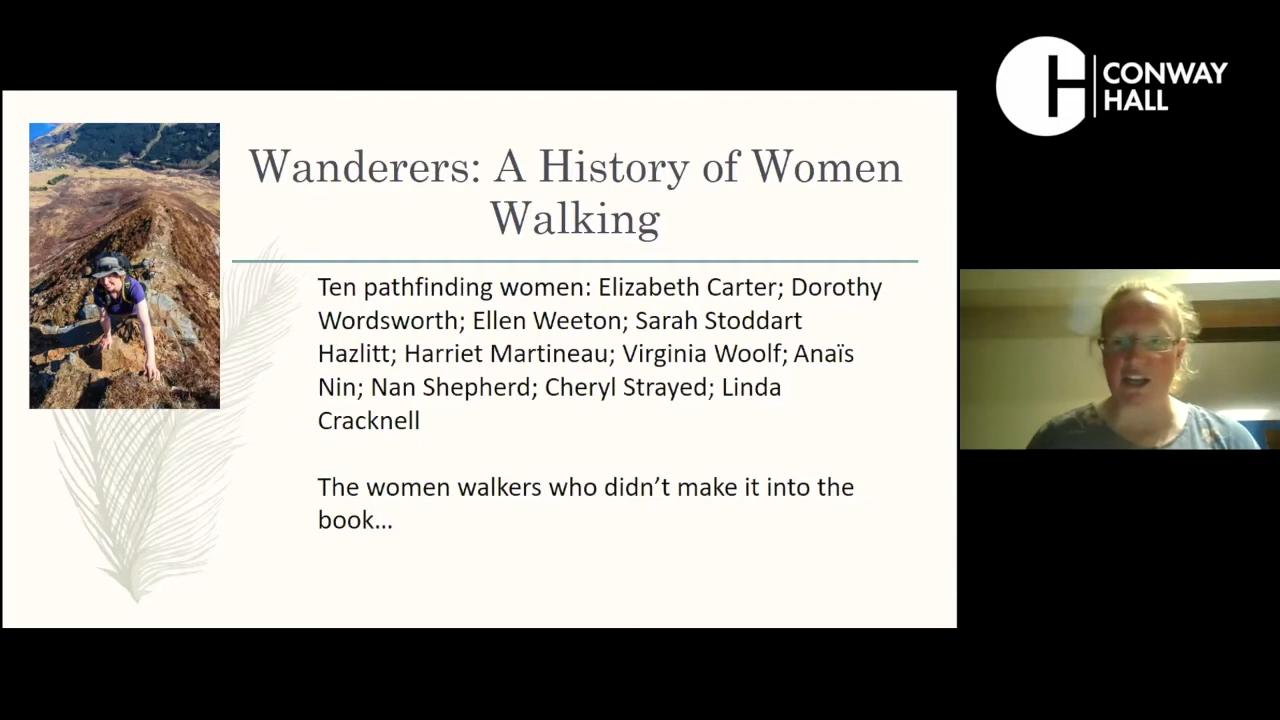 Wanderers: A History of Women
Walking
Ten pathfinding women: Elizabeth Carter; Dorothy
Wordsworth; Ellen Weeton; Sarah Stoddart
Hazlitt; Harriet Martineau; Virginia Woolf; Anaïs
Nin; Nan Shepherd; Cheryl Strayed; Linda
Cracknell
The women walkers who didn’t make it into the
book…
CONWAY
HALL